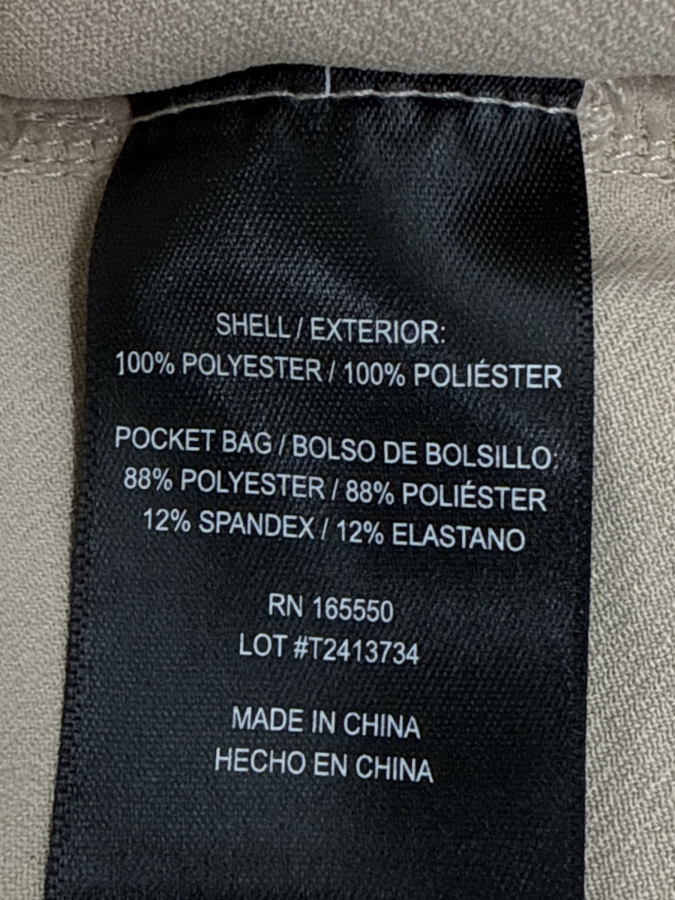 SHELL / EXTERIOR:
100% POLYESTER / 100% POLIÉSTER
POCKET BAG / BOLSO DE BOLSILLO:
88% POLYESTER / 88% POLIÉSTER
12% SPANDEX / 12% ELASTANO
RN 165550
LOT #T2413734
MADE IN CHINA
HECHO EN CHINA